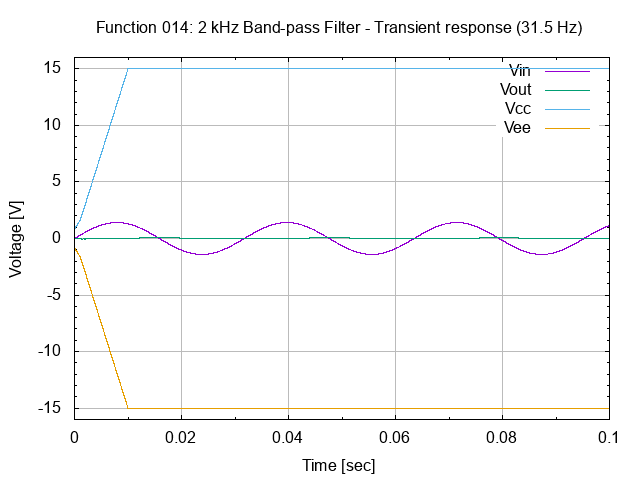 Function 014: 2 kHz Band-pass Filter - Transient response (31.5 Hz)
Vin
Vout
Vcc
Vee
15
10
5
0
-5
-10
-15
Voltage [V]
0 0.02 0.04 0.06 0.08 0.1
Time [sec]